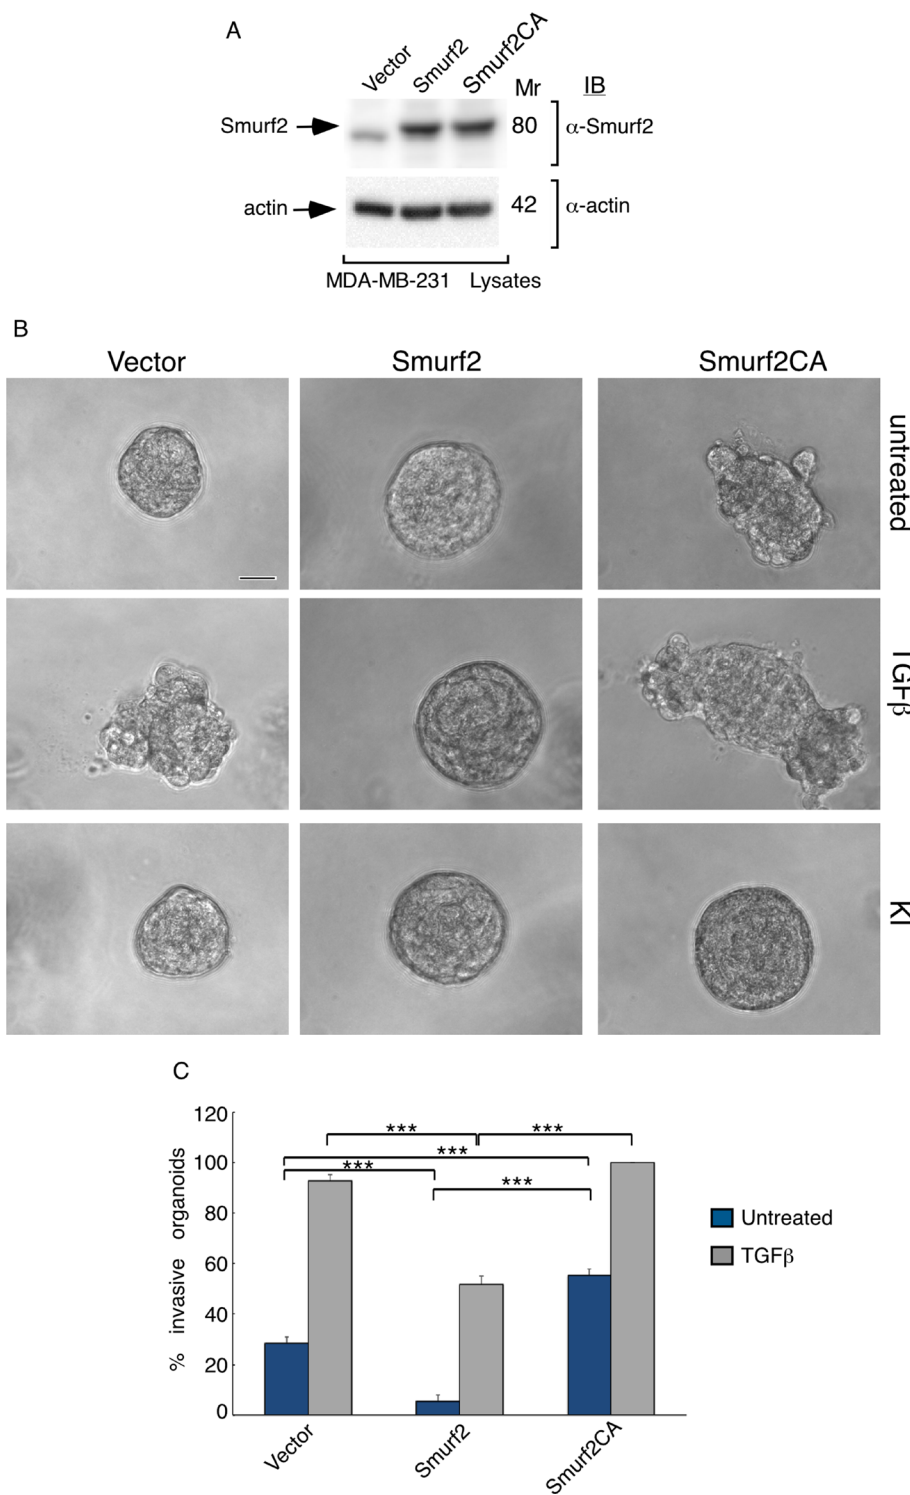 A
Vector
Smurf2
Smurf2CA
Mr
IB
Smurf2
80
α-Smurf2
actin
42
α-actin
MDA-MB-231 Lysates
B
Vector
Smurf2
Smurf2CA
untreated
TGFβ
KI
C
120
100
80
60
40
20
0
% invasive organoids
***
***
***
***
***
Untreated
TGFβ
Vector
Smurf2
Smurf2CA